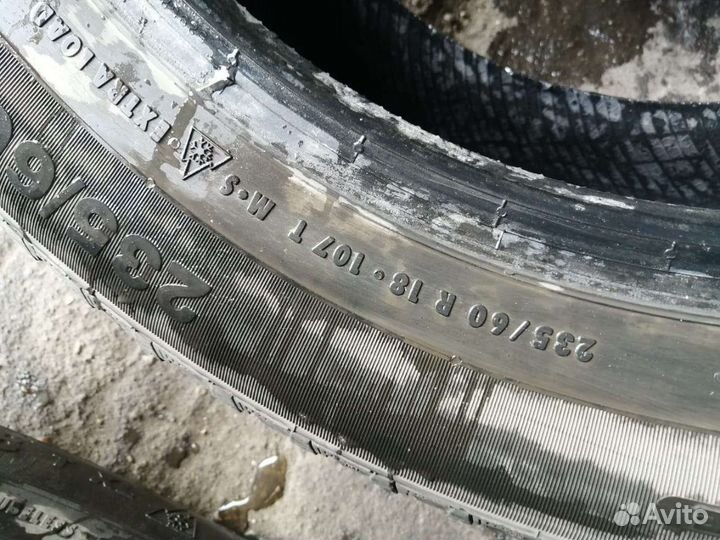 235/60 R 18 • 107 T M•S EXTRA LOAD
235/6
Avito